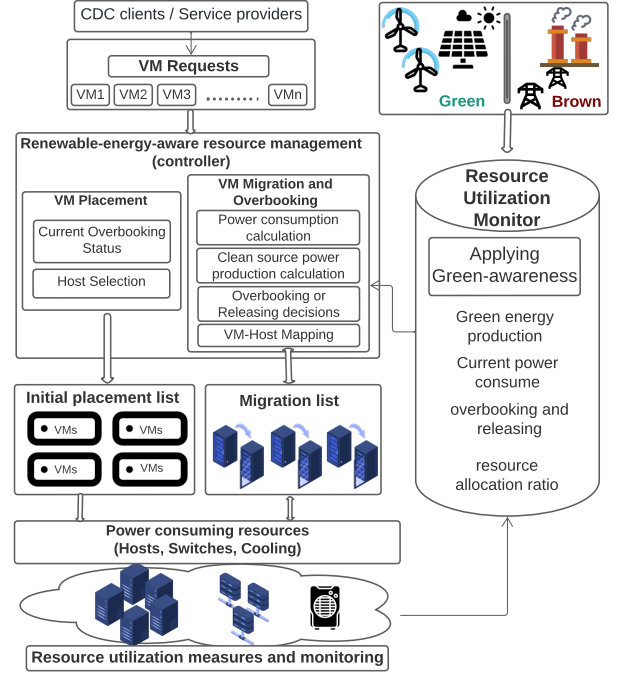 CDC clients / Service providers
VM Requests
VM1 VM2 VM3 ......... VMn
Green
Brown
Renewable-energy-aware resource management
(controller)
VM Placement
Current Overbooking
Status
Host Selection
VM Migration and
Overbooking
Power consumption
calculation
Clean source power
production calculation
Overbooking or
Releasing decisions
VM-Host Mapping
Resource
Utilization
Monitor
Applying
Green-awareness
Green energy
production
Current power
consume
overbooking and
releasing
resource
allocation ratio
Initial placement list
VMs
VMs
VMs
VMs
Migration list
Power consuming resources
(Hosts, Switches, Cooling)
Resource utilization measures and monitoring